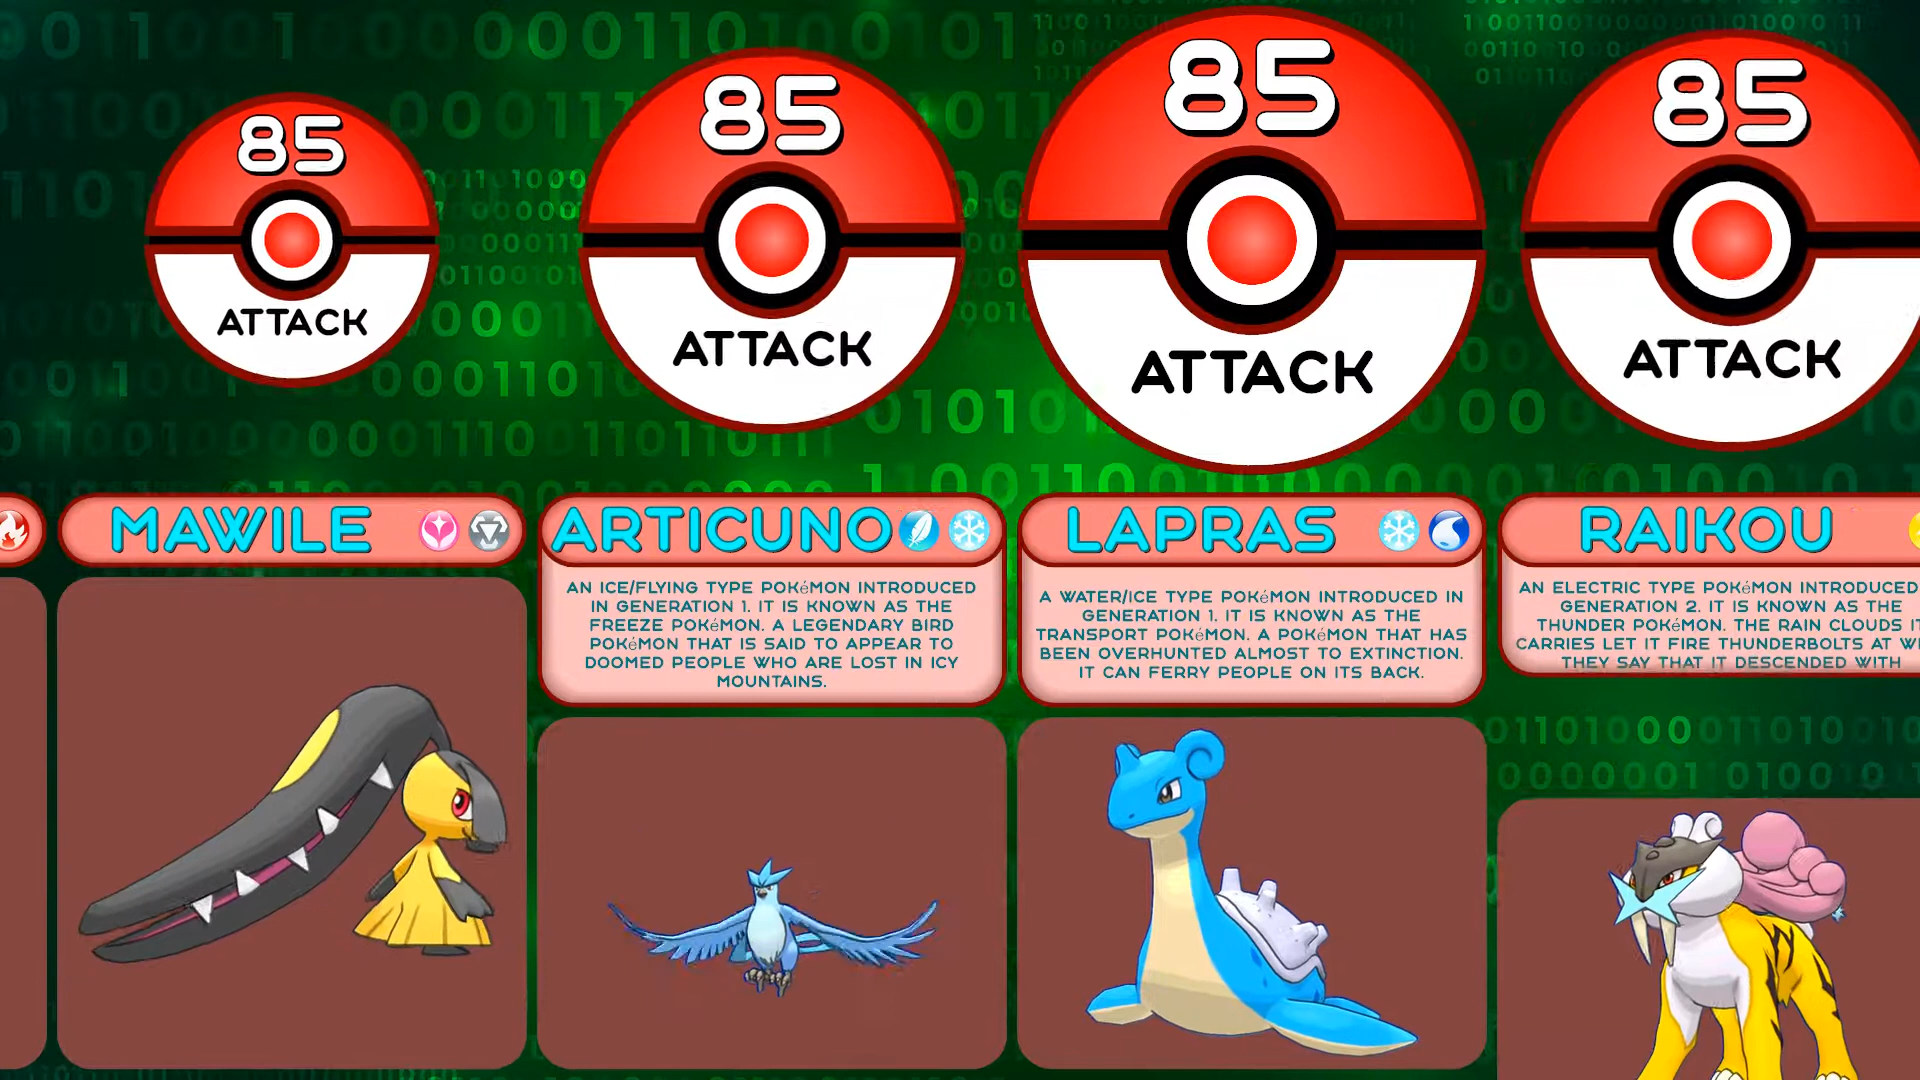 85
ATTACK
85
ATTACK
85
ATTACK
85
ATTACK
MAWILE
ARTICUNO
AN ICE/FLYING TYPE POKéMON INTRODUCED
IN GENERATION 1. IT IS KNOWN AS THE
FREEZE POKéMON. A LEGENDARY BIRD
POKéMON THAT IS SAID TO APPEAR TO
DOOMED PEOPLE WHO ARE LOST IN ICY
MOUNTAINS.
LAPRAS
A WATER/ICE TYPE POKéMON INTRODUCED IN
GENERATION 1. IT IS KNOWN AS THE
TRANSPORT POKéMON. A POKéMON THAT HAS
BEEN OVERHUNTED ALMOST TO EXTINCTION.
IT CAN FERRY PEOPLE ON ITS BACK.
RAIKOU
AN ELECTRIC TYPE POKéMON INTRODUCED
GENERATION 2. IT IS KNOWN AS THE
THUNDER POKéMON. THE RAIN CLOUDS IT
CARRIES LET IT FIRE THUNDERBOLTS AT
THEY SAY THAT IT DESCENDED WITH